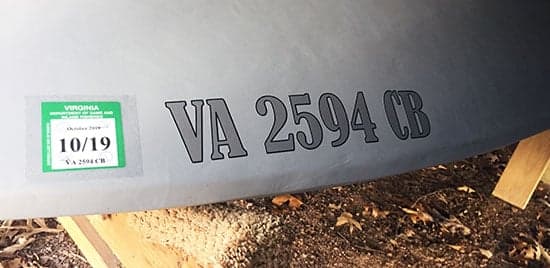 VIRGINIA
DEPARTMENT OF GAME AND
INLAND FISHERIES
October 2019
10/19
VA 2594 CB
VA 2594 CB